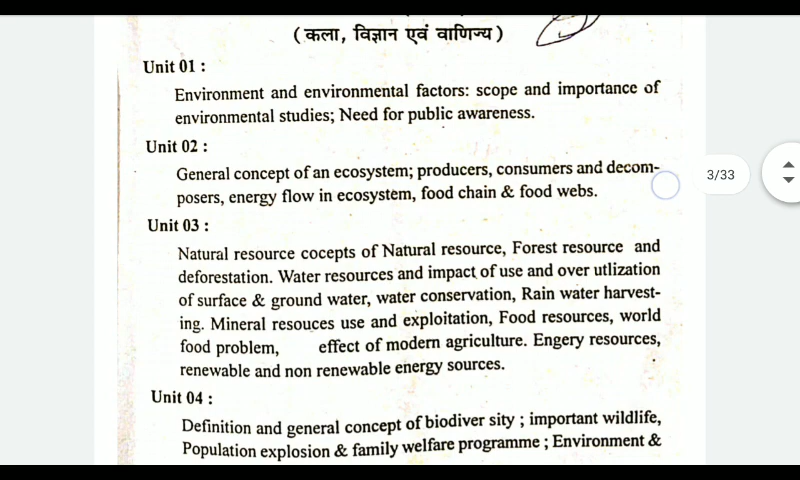 (कला, विज्ञान एवं वाणिज्य)
Unit 01 :
Environment and environmental factors: scope and importance of
environmental studies; Need for public awareness.
Unit 02 :
General concept of an ecosystem; producers, consumers and decom-
posers, energy flow in ecosystem, food chain & food webs.
3/33
Unit 03 :
Natural resource cocepts of Natural resource, Forest resource and
deforestation. Water resources and impact of use and over utlization
of surface & ground water, water conservation, Rain water harvest-
ing. Mineral resouces use and exploitation, Food resources, world
food problem, effect of modern agriculture. Engery resources,
renewable and non renewable energy sources.
Unit 04 :
Definition and general concept of biodiver sity ; important wildlife,
Population explosion & family welfare programme ; Environment &